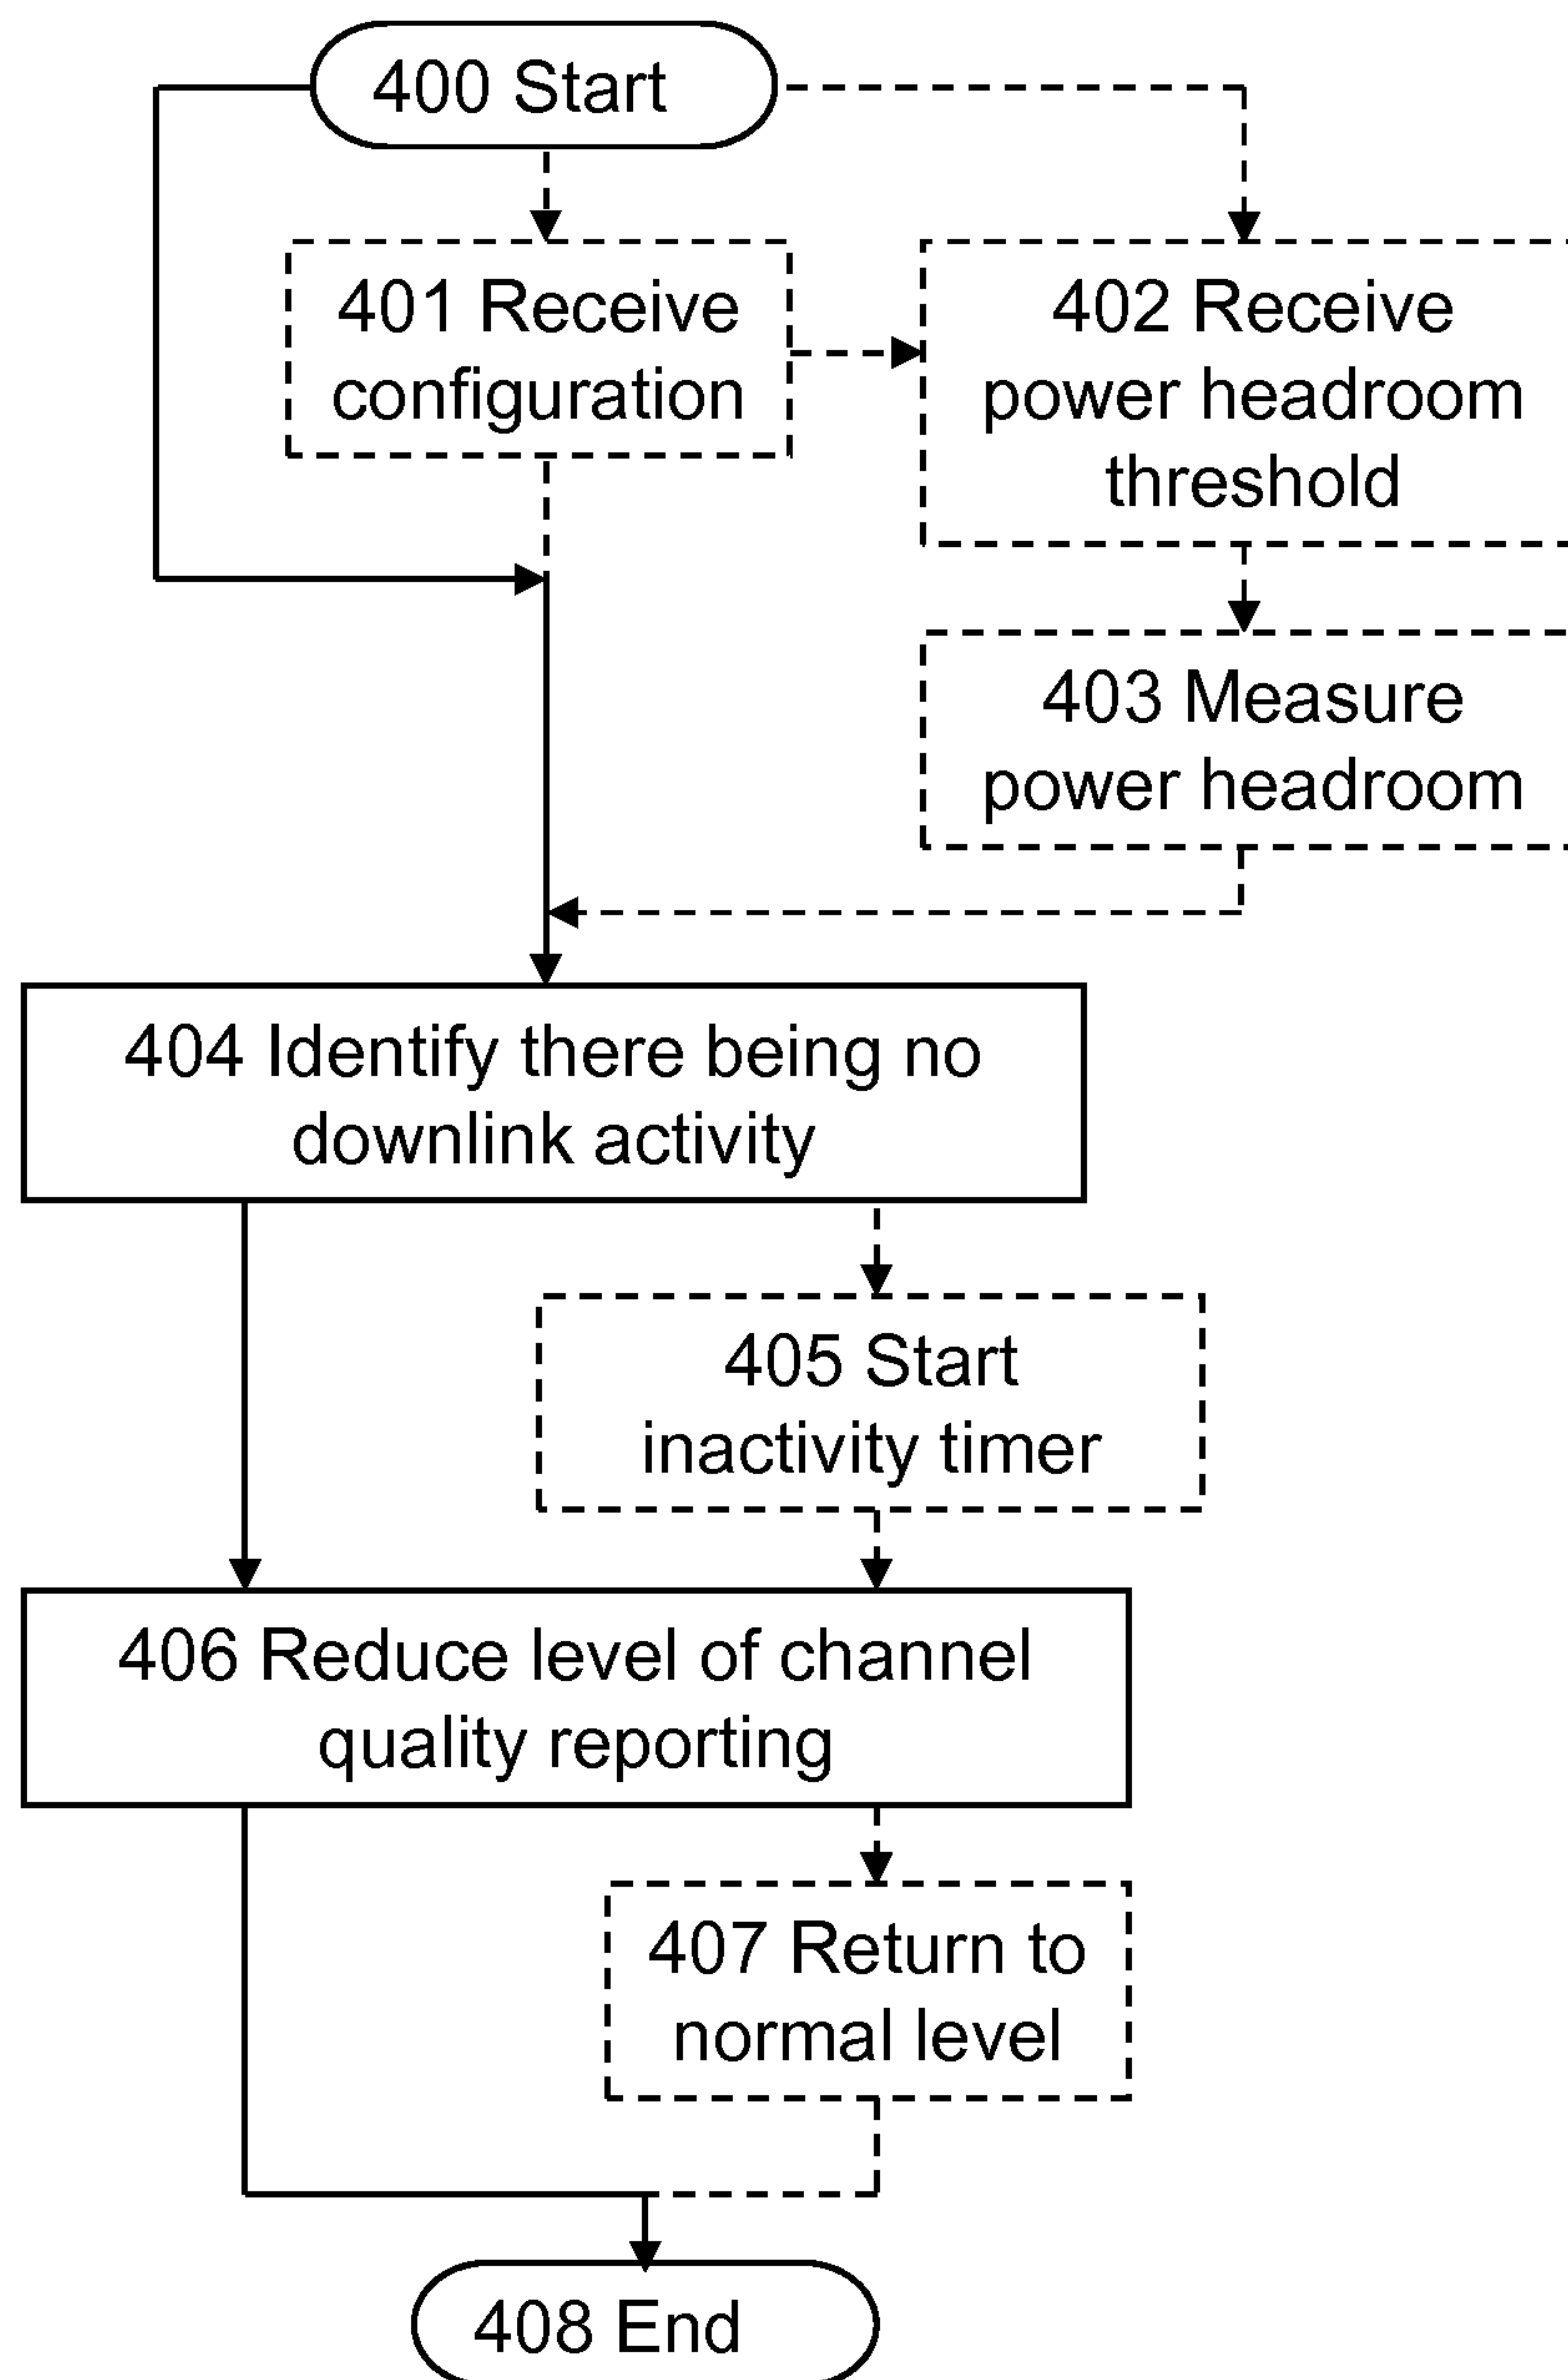 400 Start
401 Receive
configuration
402 Receive
power headroom
threshold
403 Measure
power headroom
404 Identify there being no
downlink activity
405 Start
inactivity timer
406 Reduce level of channel
quality reporting
407 Return to
normal level
408 End